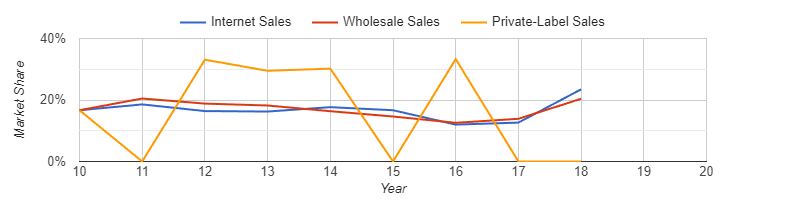 Internet Sales Wholesale Sales Private-Label Sales
40%
20%
0%
Market Share
10 11 12 13 14 15 16 17 18 19 20
Year